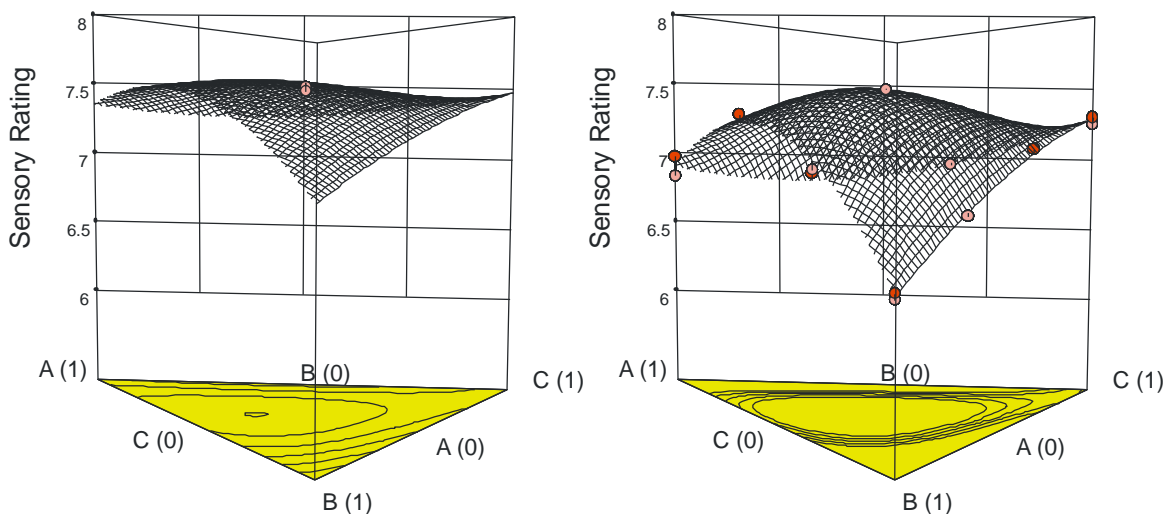 Sensory Rating
8
7.5
7
6.5
6
A (1)
B (0)
C (1)
C (0)
A (0)
B (1)
Sensory Rating
8
7.5
7
6.5
6
A (1)
B (0)
C (1)
C (0)
A (0)
B (1)